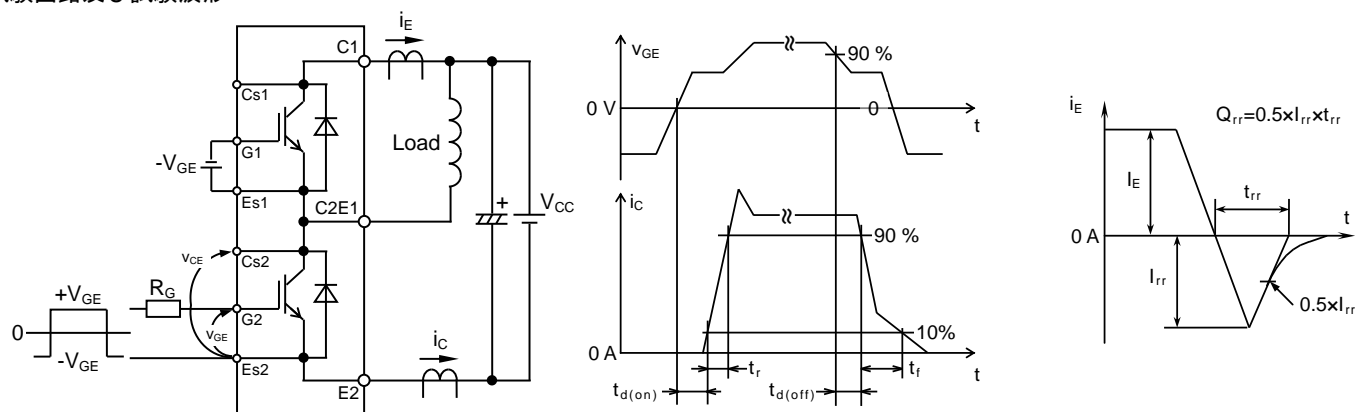 i_E
C1
Cs1
G1
-V_GE
Es1
Load
C2E1
+
V_CC
v_CE
Cs2
+V_GE
R_G
0
G2
v_GE
-V_GE
Es2
i_C
E2
v_GE
90 %
0 V
0
t
i_C
90 %
10%
0 A
t
t_r
t_f
t_d(on)
t_d(off)
i_E
Q_rr=0.5×I_rr×t_rr
I_E
t_rr
t
0 A
I_rr
0.5×I_rr